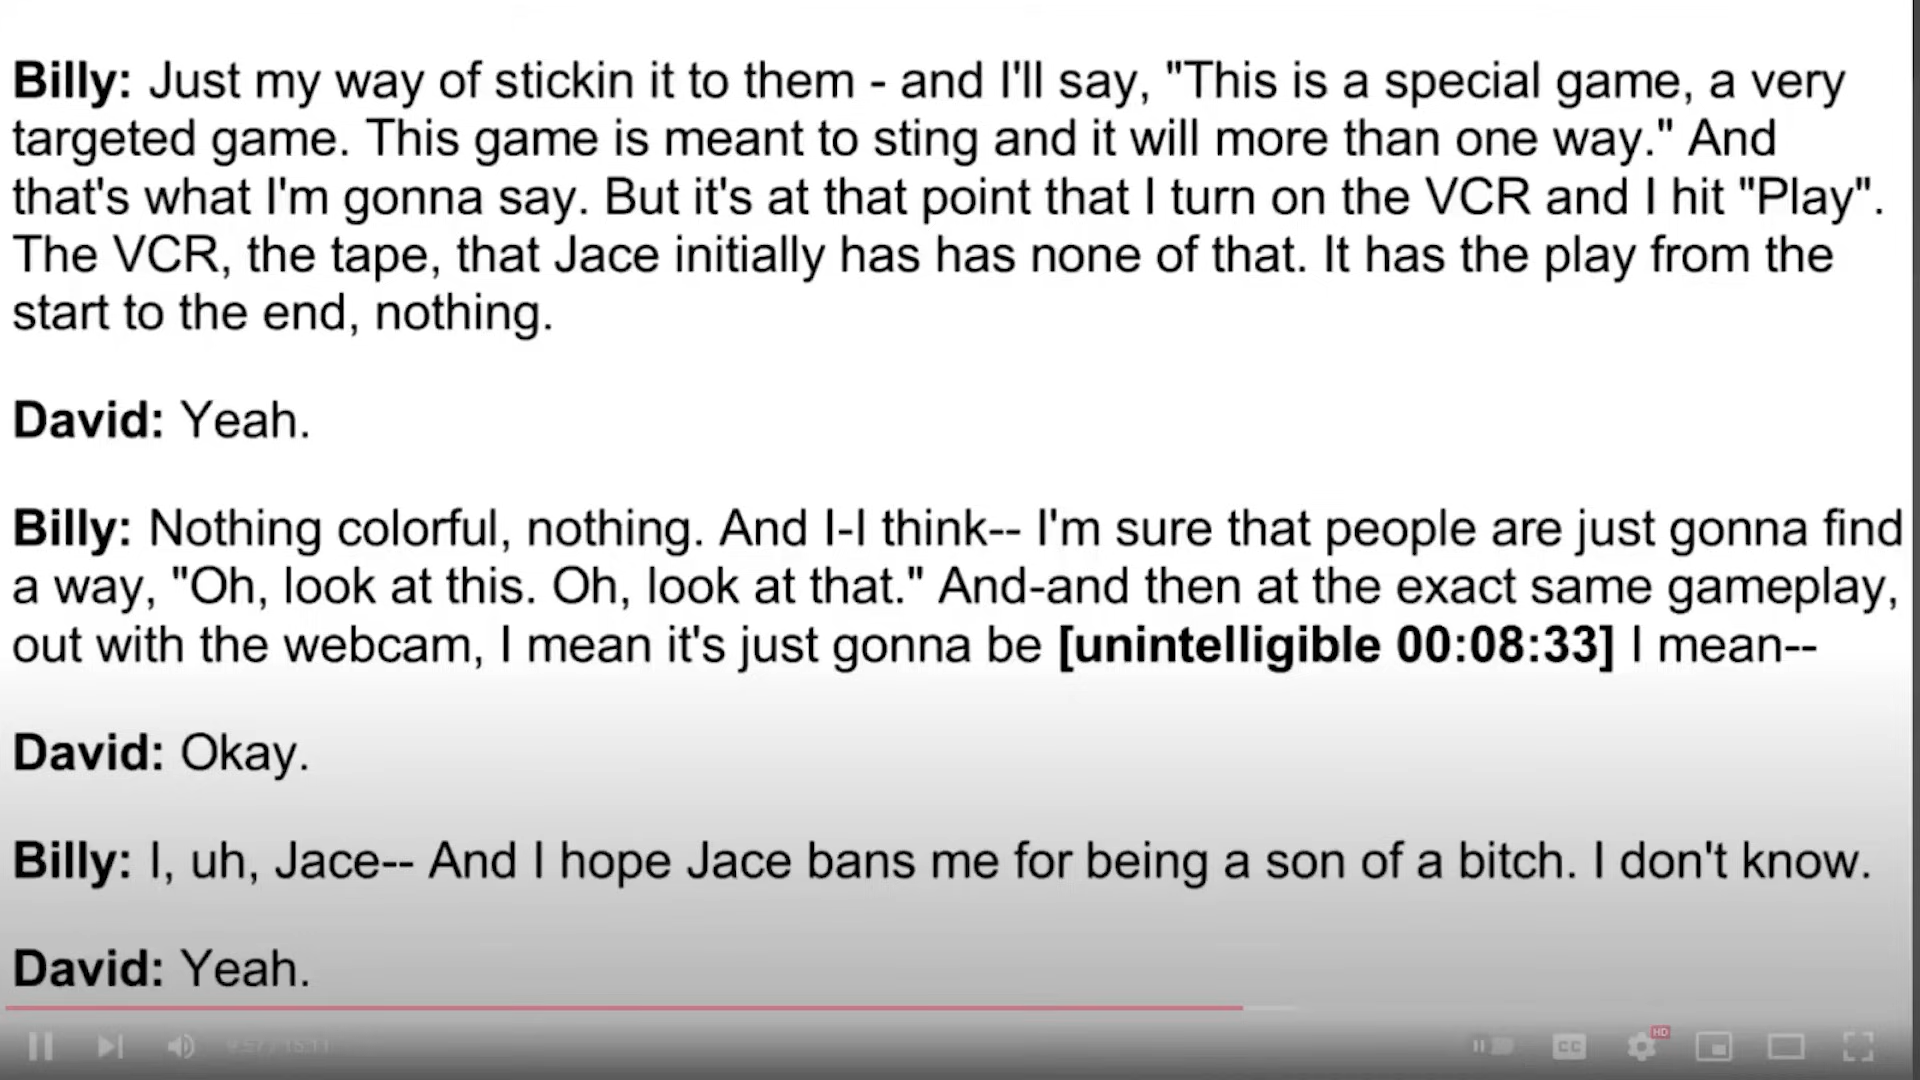 Billy: Just my way of stickin it to them - and I'll say, "This is a special game, a very
targeted game. This game is meant to sting and it will more than one way." And
that's what I'm gonna say. But it's at that point that I turn on the VCR and I hit "Play".
The VCR, the tape, that Jace initially has has none of that. It has the play from the
start to the end, nothing.
David: Yeah.
Billy: Nothing colorful, nothing. And I-I think-- I'm sure that people are just gonna find
a way, "Oh, look at this. Oh, look at that." And-and then at the exact same gameplay,
out with the webcam, I mean it's just gonna be [unintelligible 00:08:33] I mean--
David: Okay.
Billy: I, uh, Jace-- And I hope Jace bans me for being a son of a bitch. I don't know.
David: Yeah.
9:57 / 15:11
CC
HD